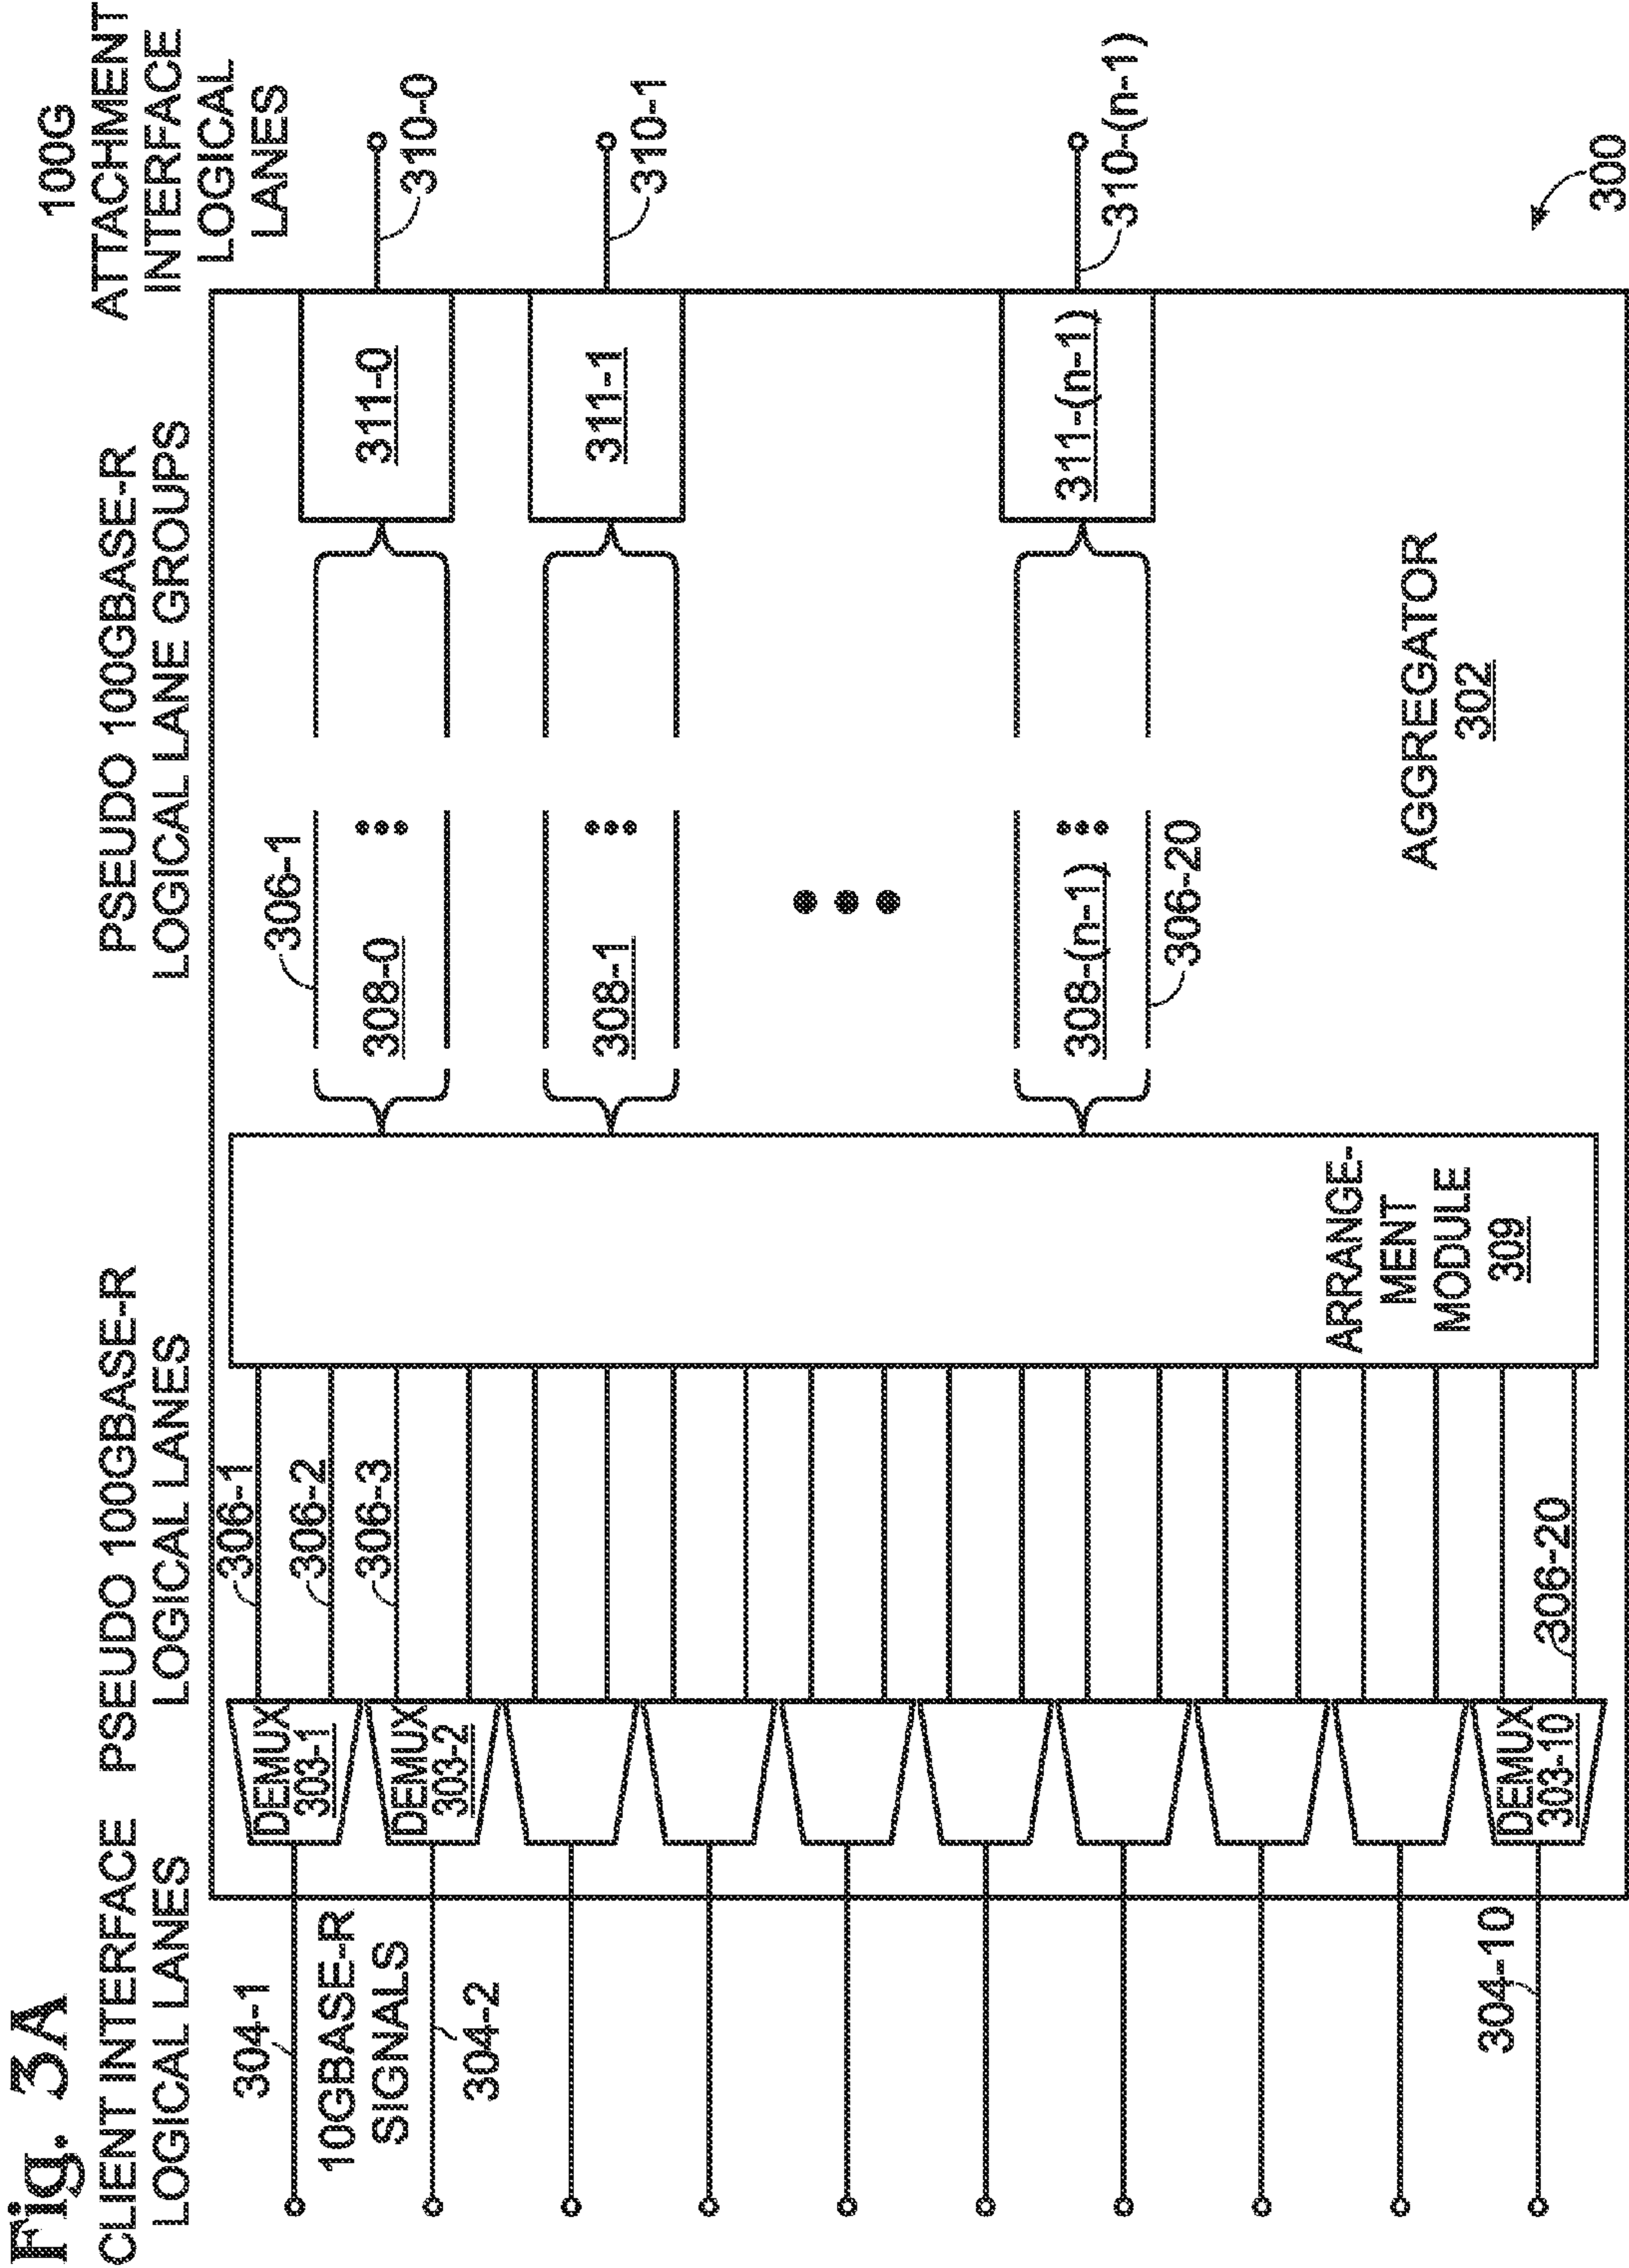 Fig. 3A
CLIENT INTERFACE
LOGICAL LANES
PSEUDO 100GBASE-R
LOGICAL LANES
PSEUDO 100GBASE-R
LOGICAL LANE GROUPS
100G
ATTACHMENT
INTERFACE
LOGICAL
LANES
304-1
10GBASE-R
SIGNALS
304-2
304-10
DEMUX
303-1
DEMUX
303-2
DEMUX
303-10
306-1
306-2
306-3
306-20
ARRANGE-
MENT
MODULE
309
306-1
308-0
308-1
308-(n-1)
306-20
311-0
311-1
311-(n-1)
310-0
310-1
310-(n-1)
AGGREGATOR
302
300